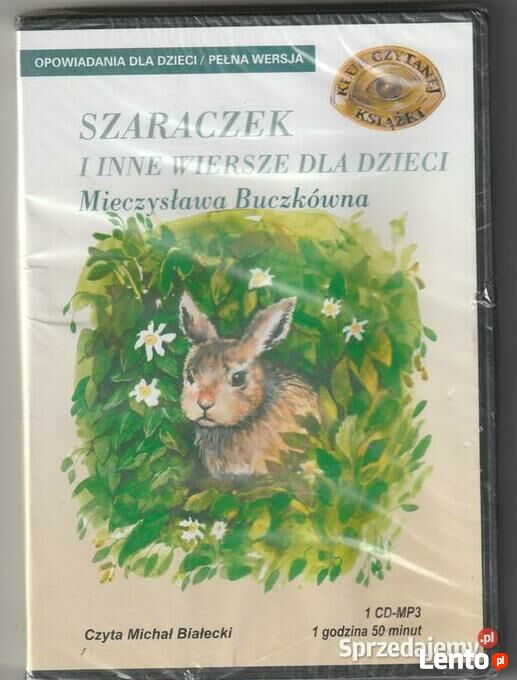 OPOWIADANIA DLA DZIECI / PEŁNA WERSJA
KLUB CZYTANEJ
KSIĄŻKI
SZARACZEK
I INNE WIERSZE DLA DZIECI
Mieczysława Buczkówna
1 CD-MP3
Czyta Michał Białecki
1 godzina 50 minut
Sprzedajemy.pl
Lento.pl